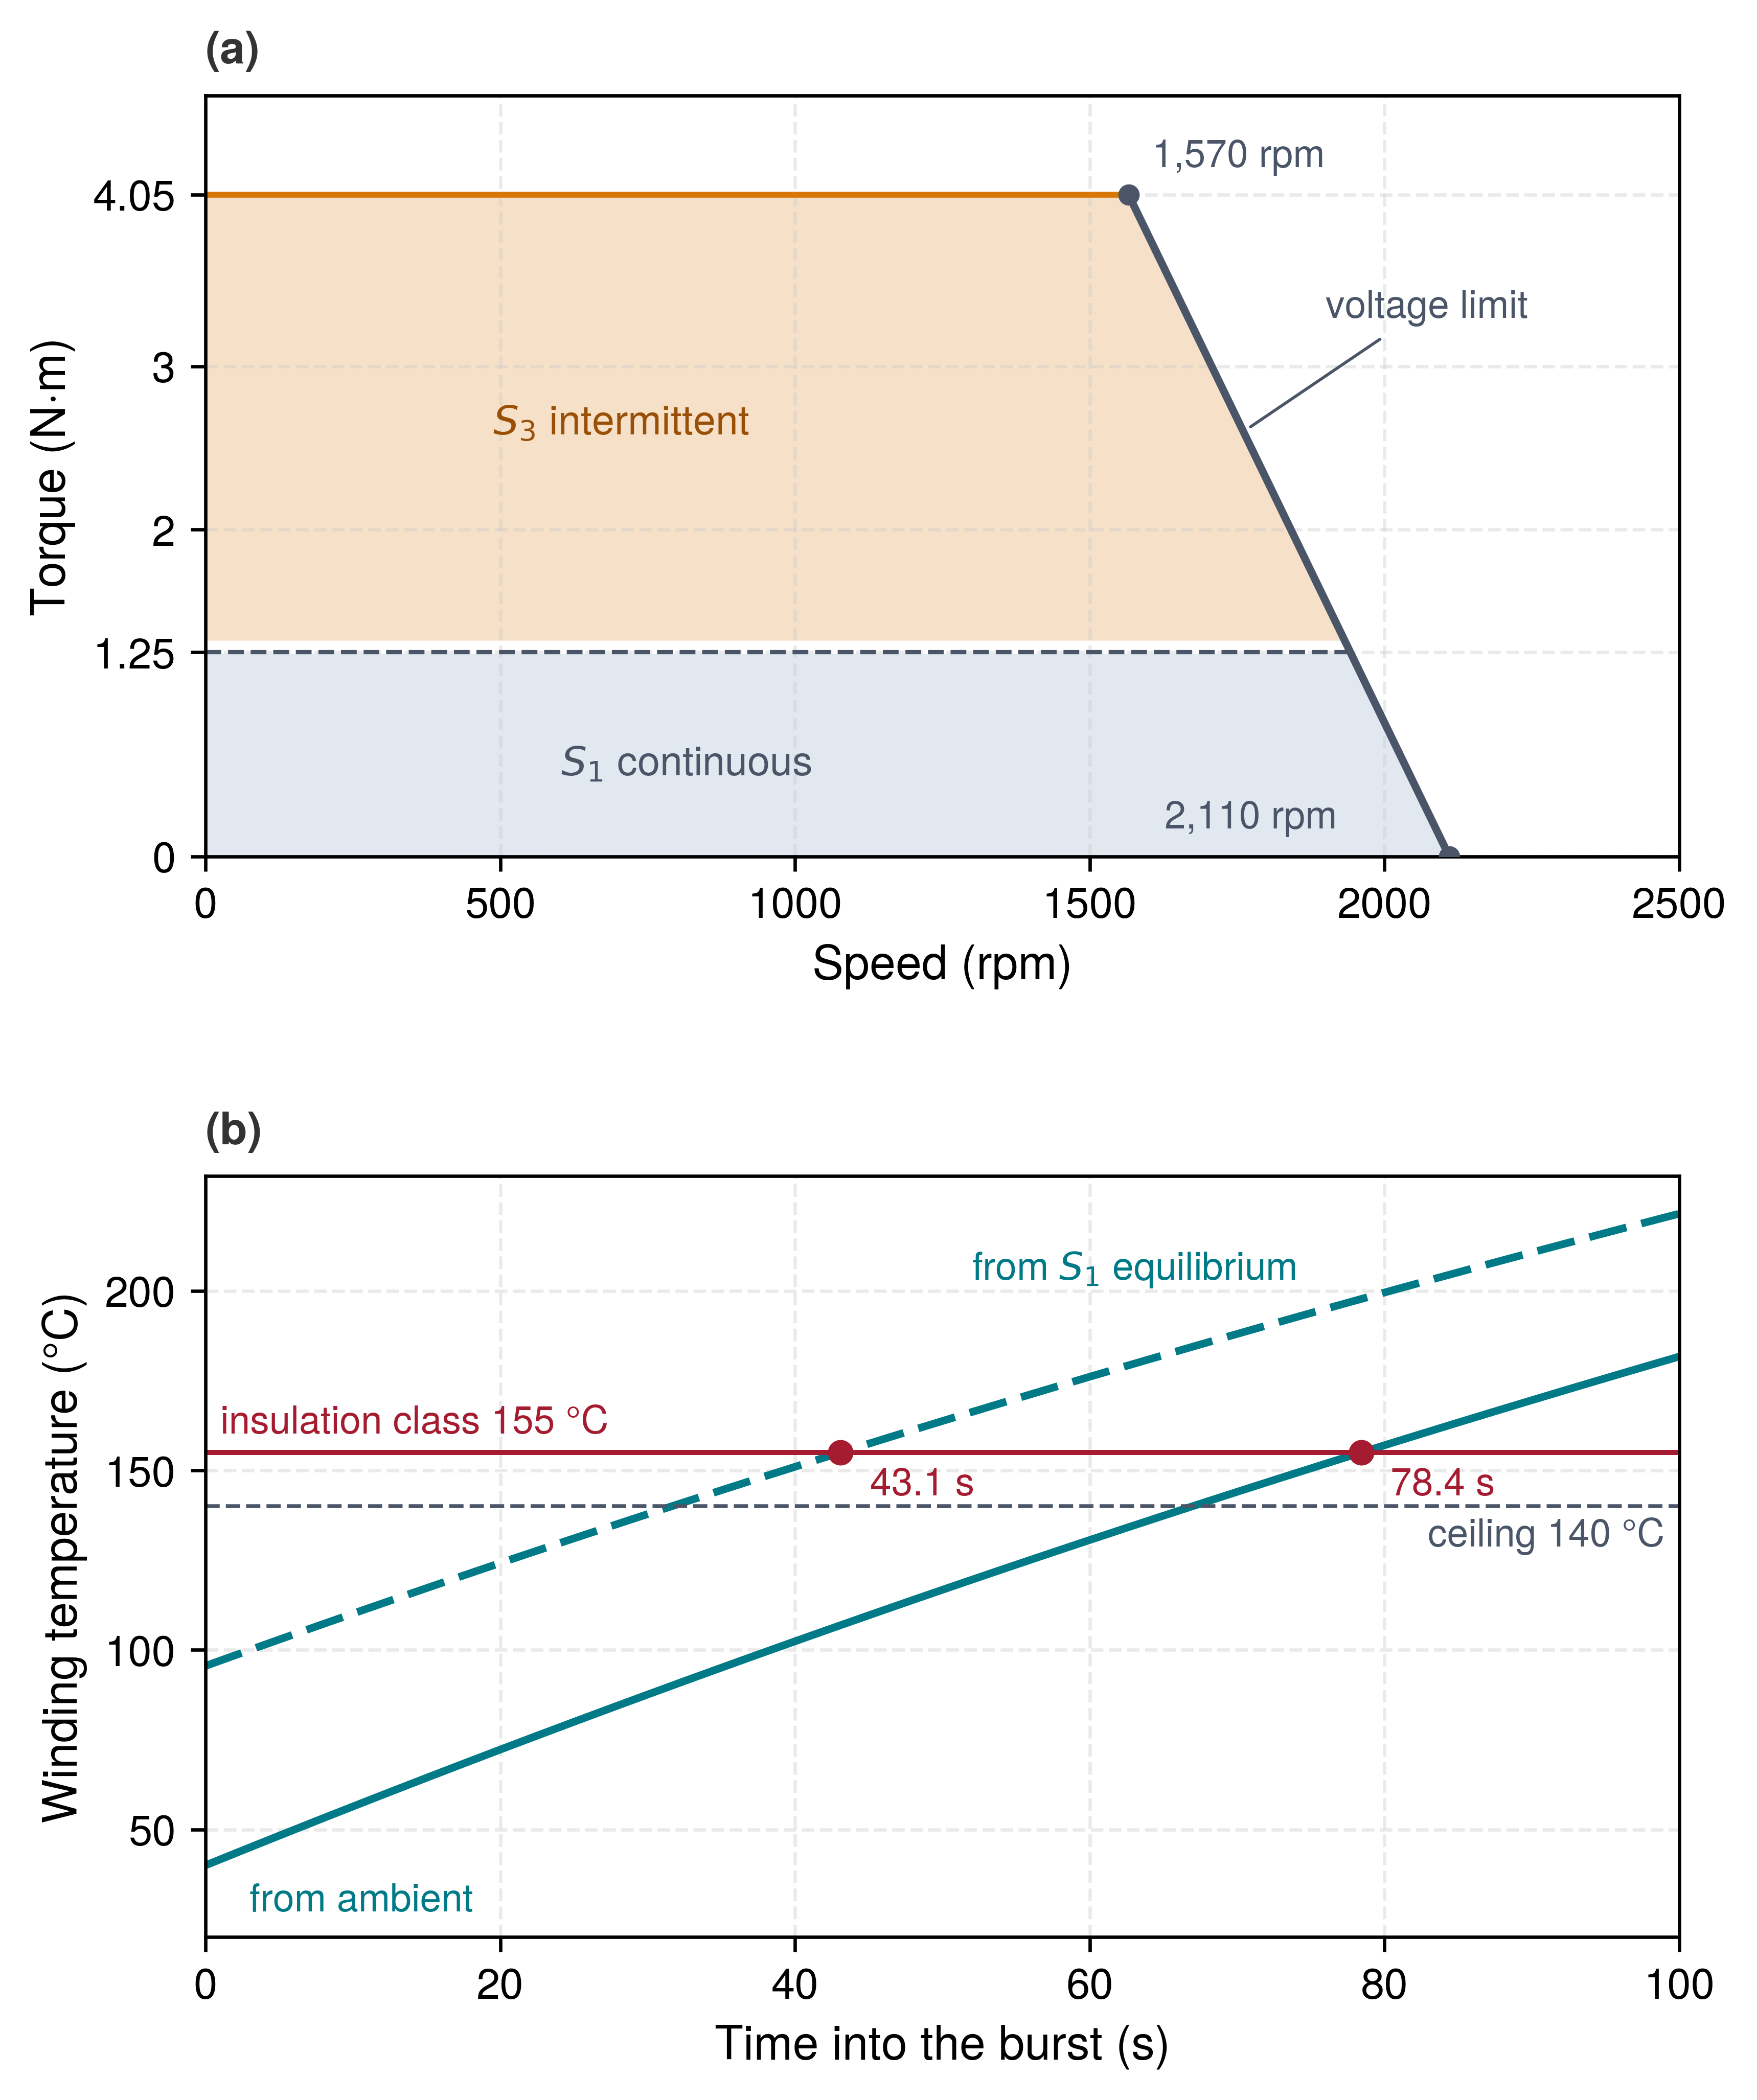 (a)
Torque (N·m)
4.05
3
2
1.25
0
1,570 rpm
voltage limit
S₃ intermittent
S₁ continuous
2,110 rpm
0 500 1000 1500 2000 2500
Speed (rpm)
(b)
Winding temperature (°C)
200
150
100
50
from S₁ equilibrium
insulation class 155 °C
43.1 s
78.4 s
ceiling 140 °C
from ambient
0 20 40 60 80 100
Time into the burst (s)